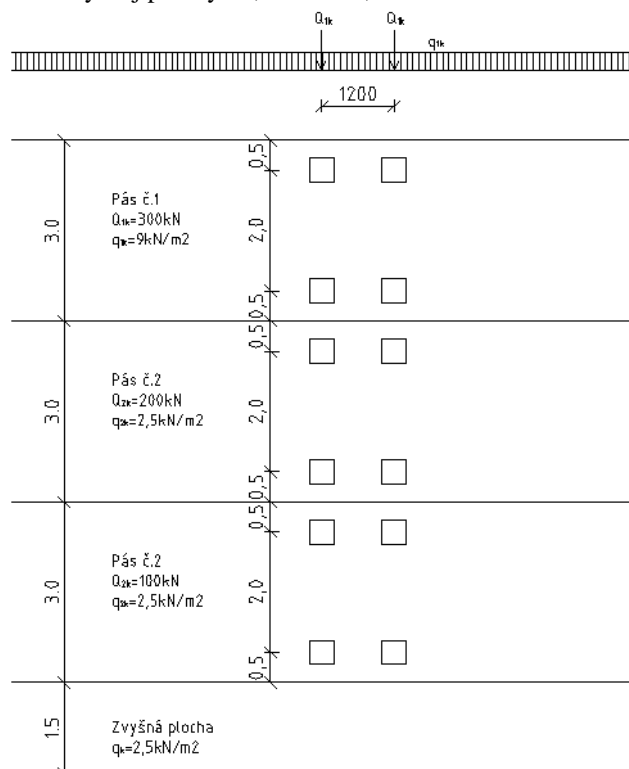 Q1k Q1k
q1k
1200
3.0
Pás č.1
Q1k=300kN
q1k=9kN/m2
0,5
2,0
0,5
3.0
Pás č.2
Q2k=200kN
q2k=2,5kN/m2
0,5
2,0
0,5
3.0
Pás č.2
Q2k=100kN
q2k=2,5kN/m2
0,5
2,0
0,5
1.5
Zvyšná plocha
qk=2,5kN/m2